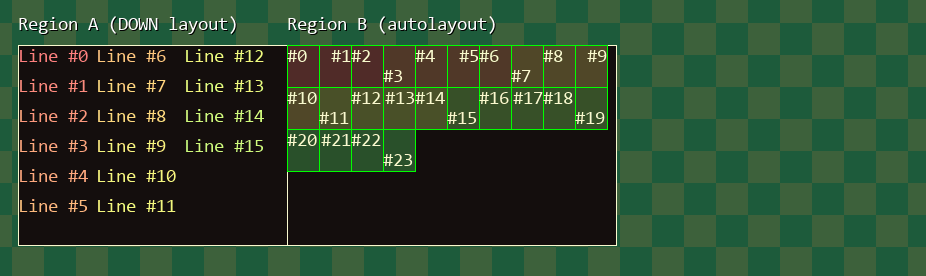 Region A (DOWN layout)
Region B (autolayout)
Line #0 Line #6 Line #12
Line #1 Line #7 Line #13
Line #2 Line #8 Line #14
Line #3 Line #9 Line #15
Line #4 Line #10
Line #5 Line #11
#0 #1 #2 #3 #4 #5 #6 #7 #8 #9
#10 #11 #12 #13 #14 #15 #16 #17 #18 #19
#20 #21 #22 #23